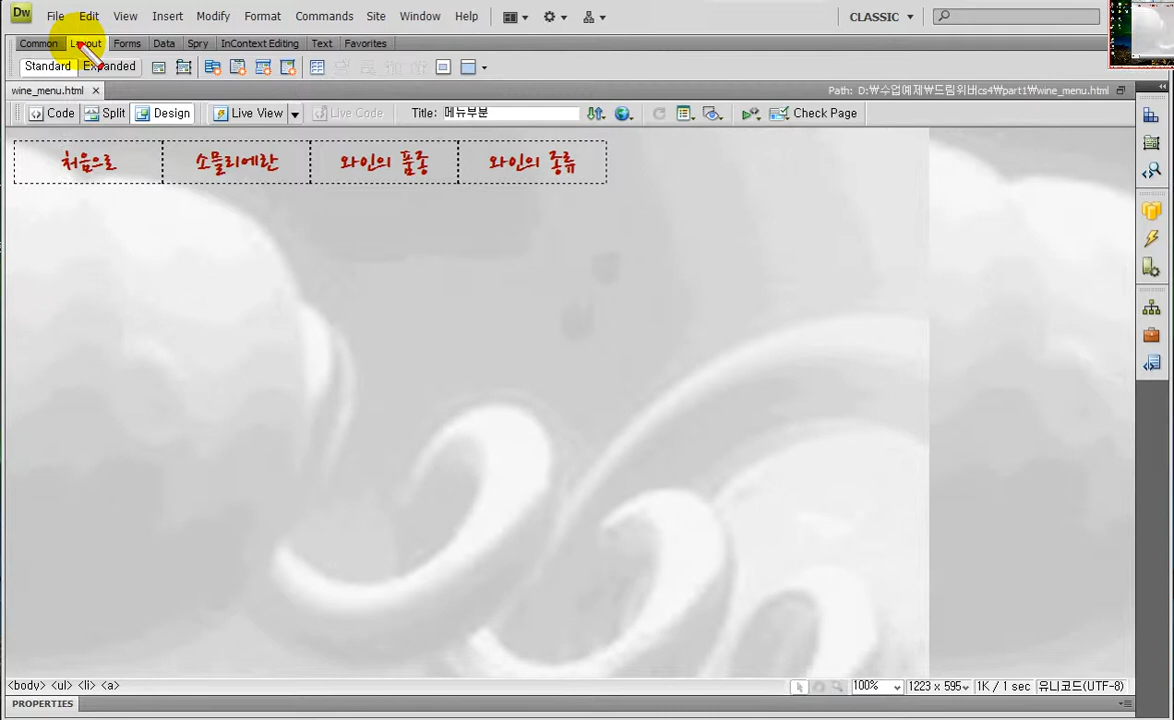 Dw File Edit View Insert Modify Format Commands Site Window Help CLASSIC
Common Layout Forms Data Spry InContext Editing Text Favorites
Standard Expanded
wine_menu.html × Path: D:₩수업예제₩드림위버cs4₩part1₩wine_menu.html
Code Split Design Live View Live Code Title: 메뉴부분 Check Page
처음으로 소믈리에란 와인의 품종 와인의 종류
<body> <ul> <li> <a> 100% 1223 x 595 1K / 1 sec 유니코드(UTF-8)
PROPERTIES